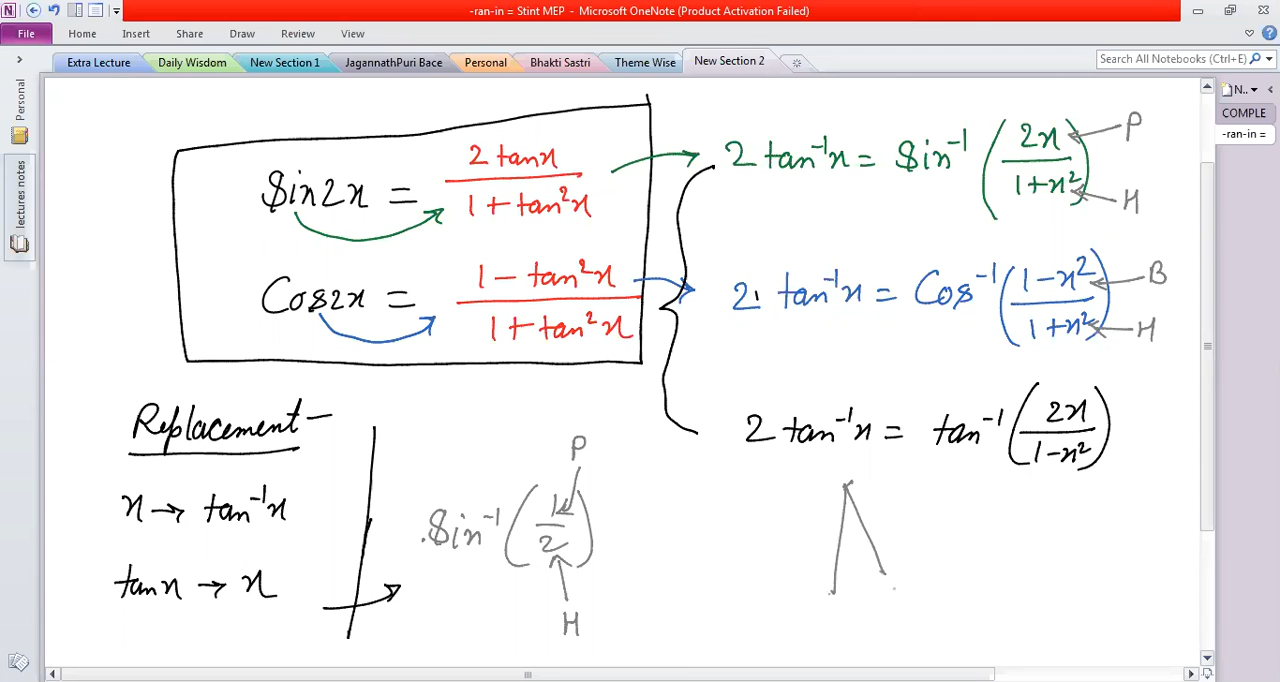 -ran-in = Stint MEP - Microsoft OneNote (Product Activation Failed)
File Home Insert Share Draw Review View
Extra Lecture Daily Wisdom New Section 1 JagannathPuri Bace Personal Bhakti Sastri Theme Wise New Section 2
Search All Notebooks (Ctrl+E)
N..
COMPLE
-ran-in =
Personal
lectures notes
Sin2x = 2 tanx / 1 + tan²x
Cos2x = 1 - tan²x / 1 + tan²x
2 tan⁻¹x = Sin⁻¹ (2x / 1+x²) P H
2 tan⁻¹x = Cos⁻¹ (1-x² / 1+x²) B H
2 tan⁻¹x = tan⁻¹ (2x / 1-x²)
Replacement -
x → tan⁻¹x
tanx → x
P
Sin⁻¹ (1 / 2)
H